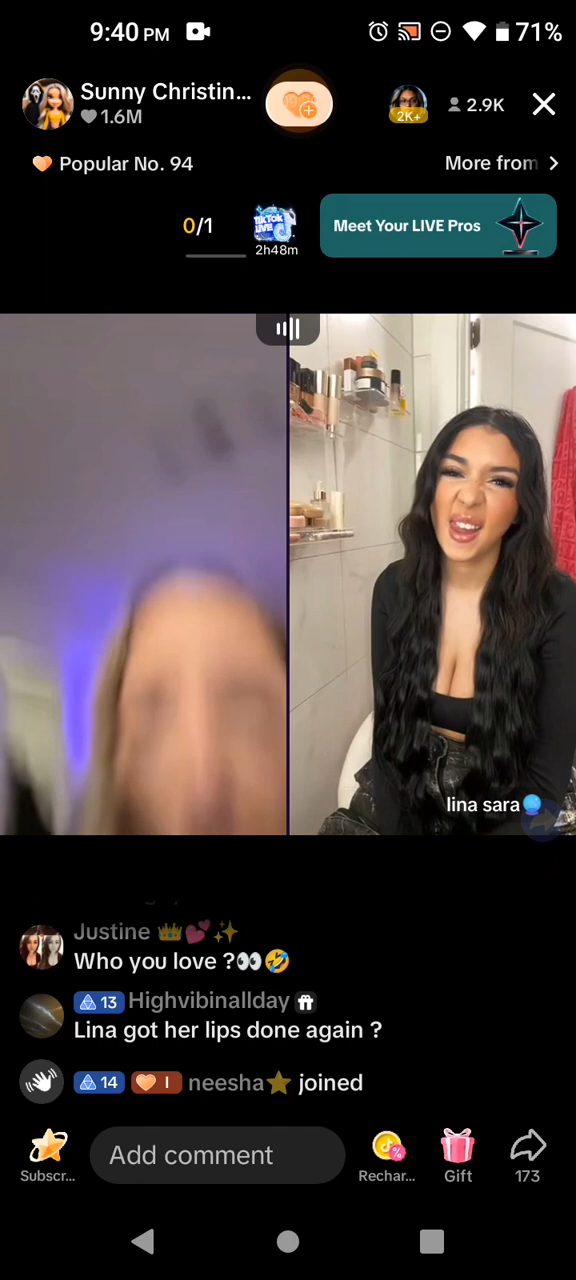 9:40 PM 71%
Sunny Christin...
1.6M
2K+
2.9K
Popular No. 94
More from
0/1
TikTok LIVE
2h48m
Meet Your LIVE Pros
lina sara
Justine
Who you love ?👀🤣
13 Highvibinallday
Lina got her lips done again ?
14 I neesha⭐ joined
Add comment
Subscr...
Rechar...
Gift
173